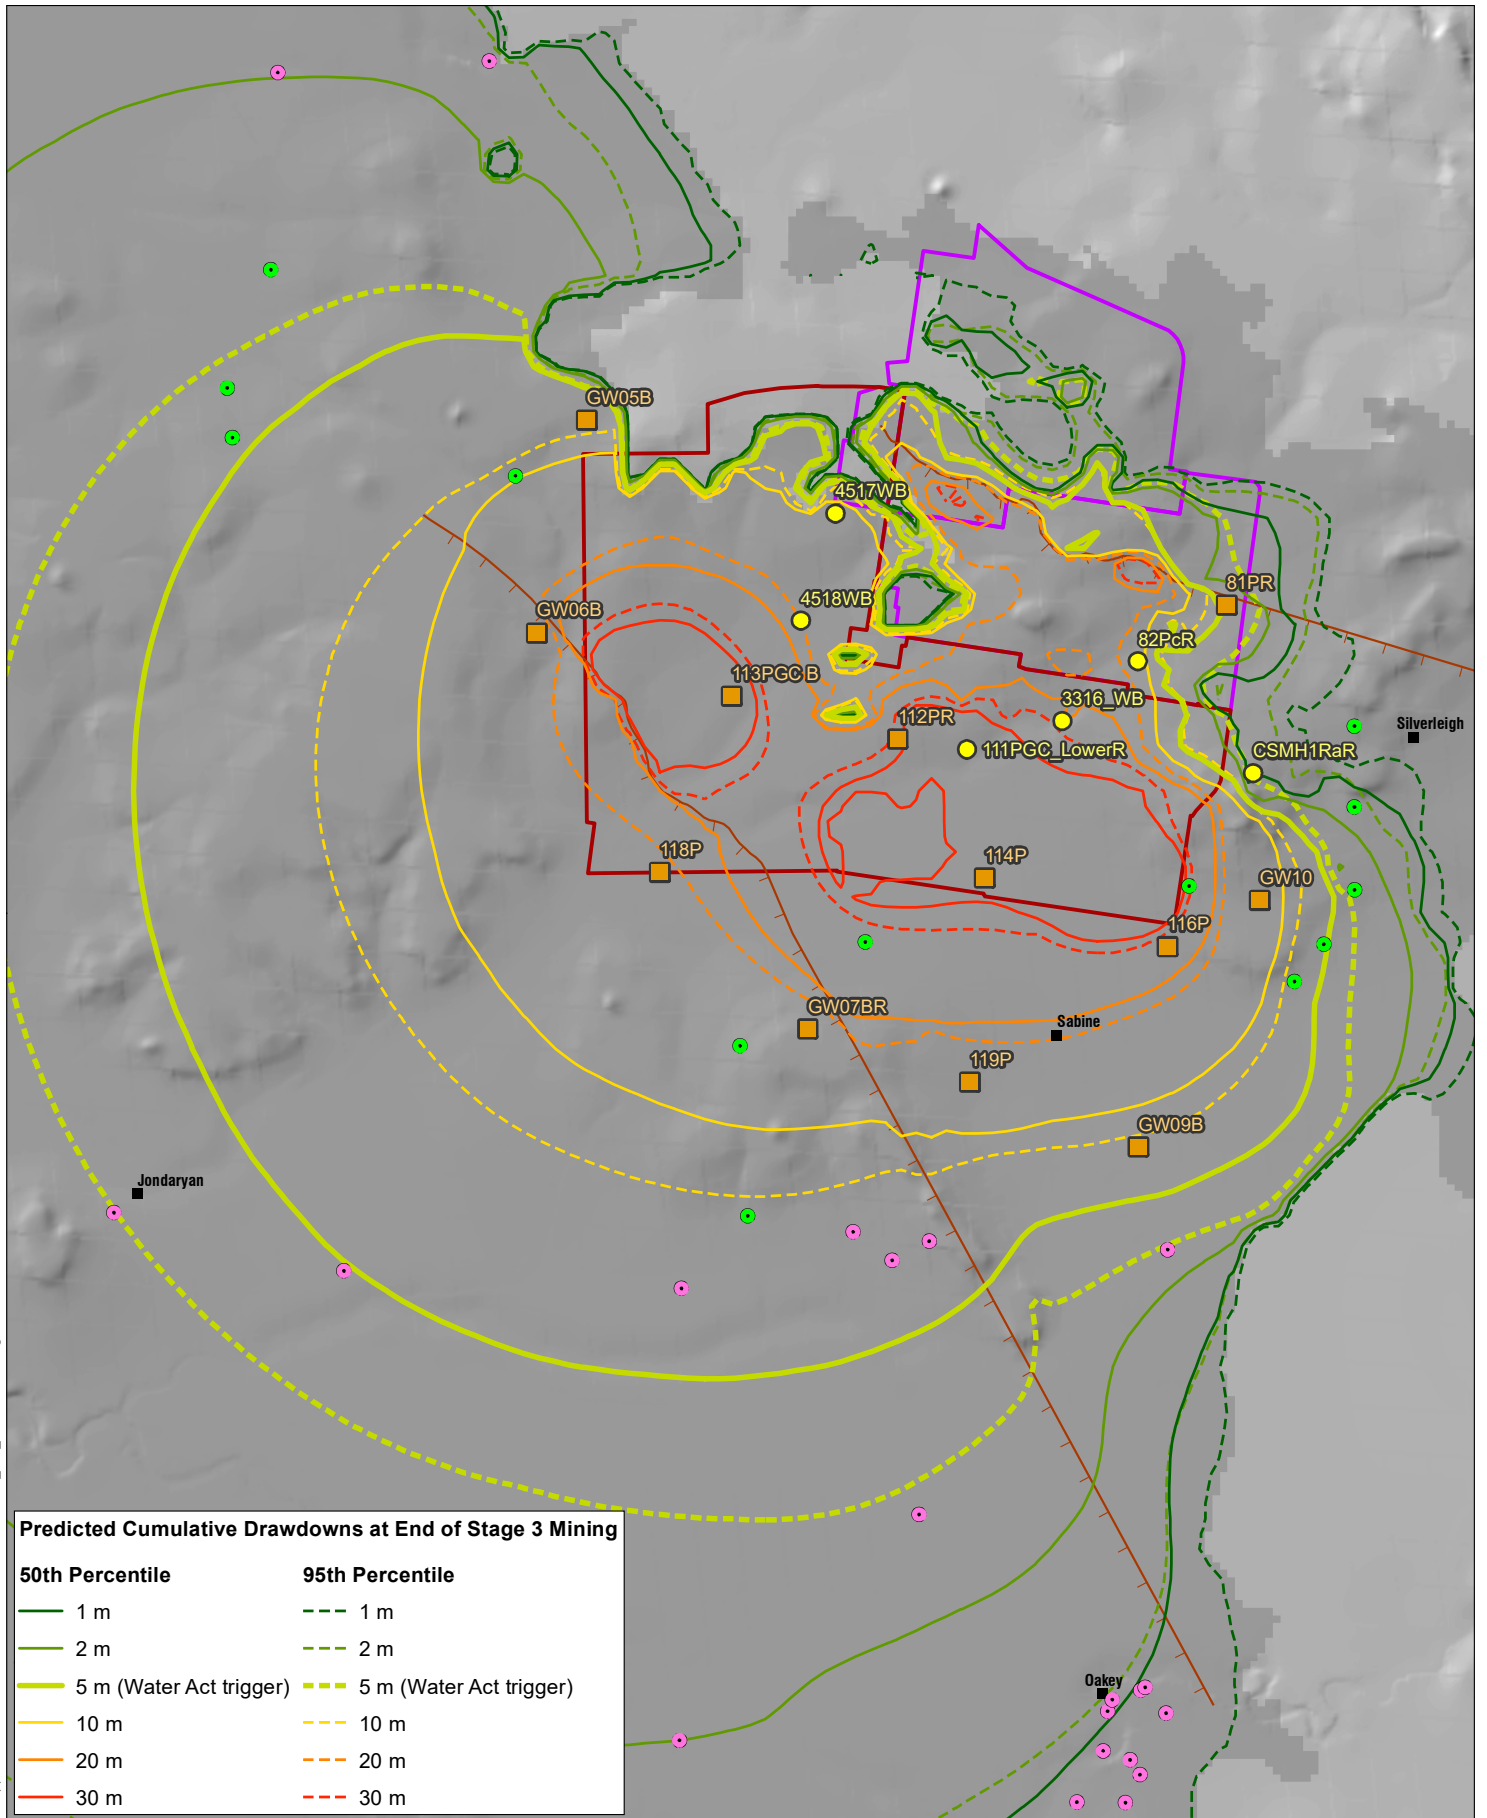 GW05B
4517WB
4518WB
81PR
GW06B
82PcR
113PGC B
3316_WB
112PR
Silverleigh
111PGC_LowerR
CSMH1RaR
118P
114P
GW10
116P
GW07BR
Sabine
119P
GW09B
Jondaryan
Oakey
Predicted Cumulative Drawdowns at End of Stage 3 Mining
50th Percentile 95th Percentile
1 m 1 m
2 m 2 m
5 m (Water Act trigger) 5 m (Water Act trigger)
10 m 10 m
20 m 20 m
30 m 30 m